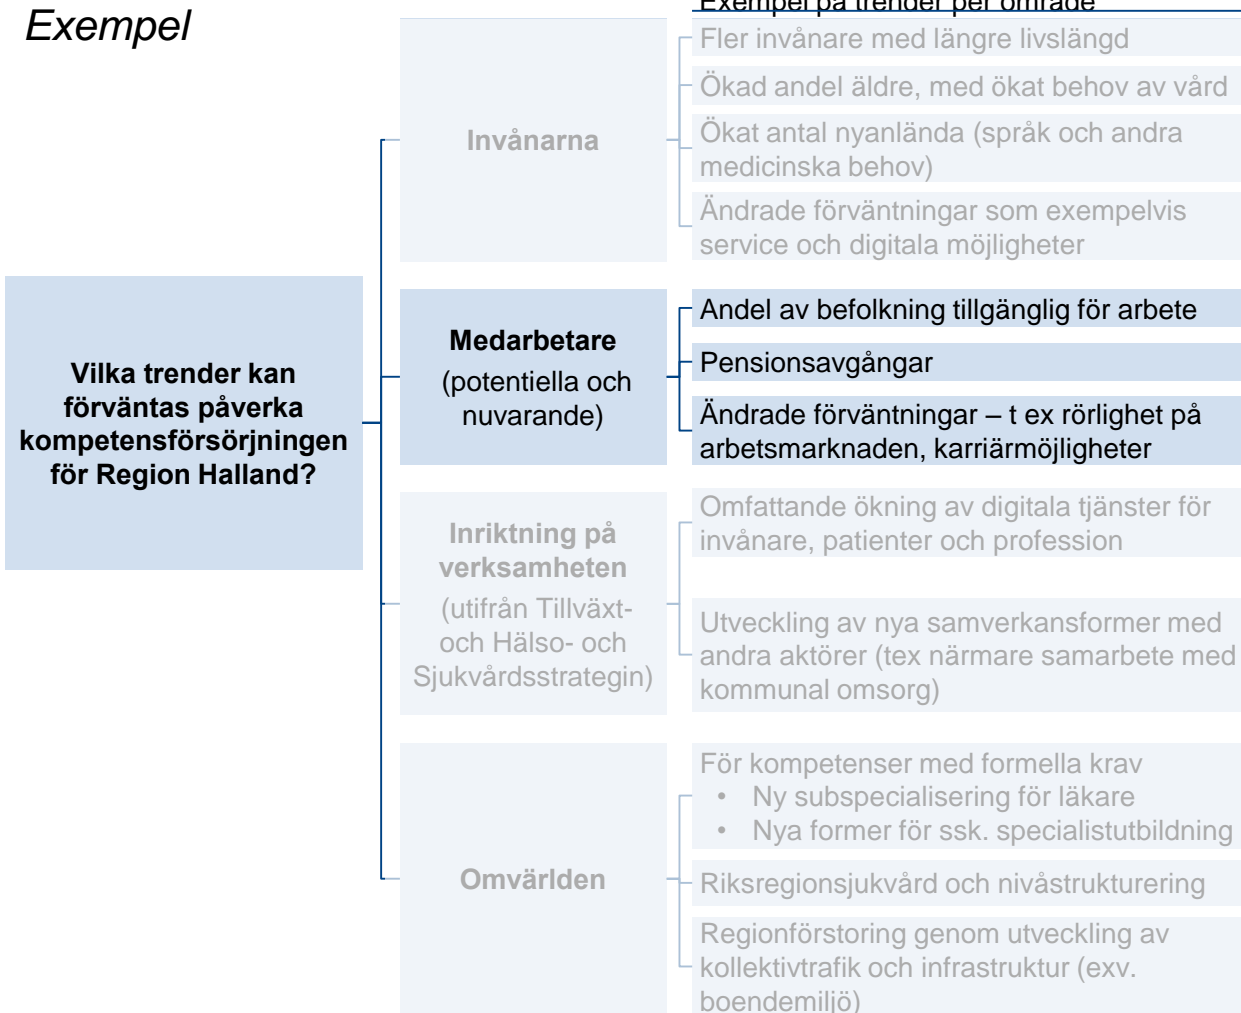 Exempel
Exempel på trender per område
Vilka trender kan
förväntas påverka
kompetensförsörjningen
för Region Halland?
Invånarna
Fler invånare med längre livslängd
Ökad andel äldre, med ökat behov av vård
Ökat antal nyanlända (språk och andra
medicinska behov)
Ändrade förväntningar som exempelvis
service och digitala möjligheter
Medarbetare
(potentiella och
nuvarande)
Andel av befolkning tillgänglig för arbete
Pensionsavgångar
Ändrade förväntningar – t ex rörlighet på
arbetsmarknaden, karriärmöjligheter
Inriktning på
verksamheten
(utifrån Tillväxt-
och Hälso- och
Sjukvårdsstrategin)
Omfattande ökning av digitala tjänster för
invånare, patienter och profession
Utveckling av nya samverkansformer med
andra aktörer (tex närmare samarbete med
kommunal omsorg)
Omvärlden
För kompetenser med formella krav
• Ny subspecialisering för läkare
• Nya former för ssk. specialistutbildning
Riksregionsjukvård och nivåstrukturering
Regionförstoring genom utveckling av
kollektivtrafik och infrastruktur (exv.
boendemiljö)